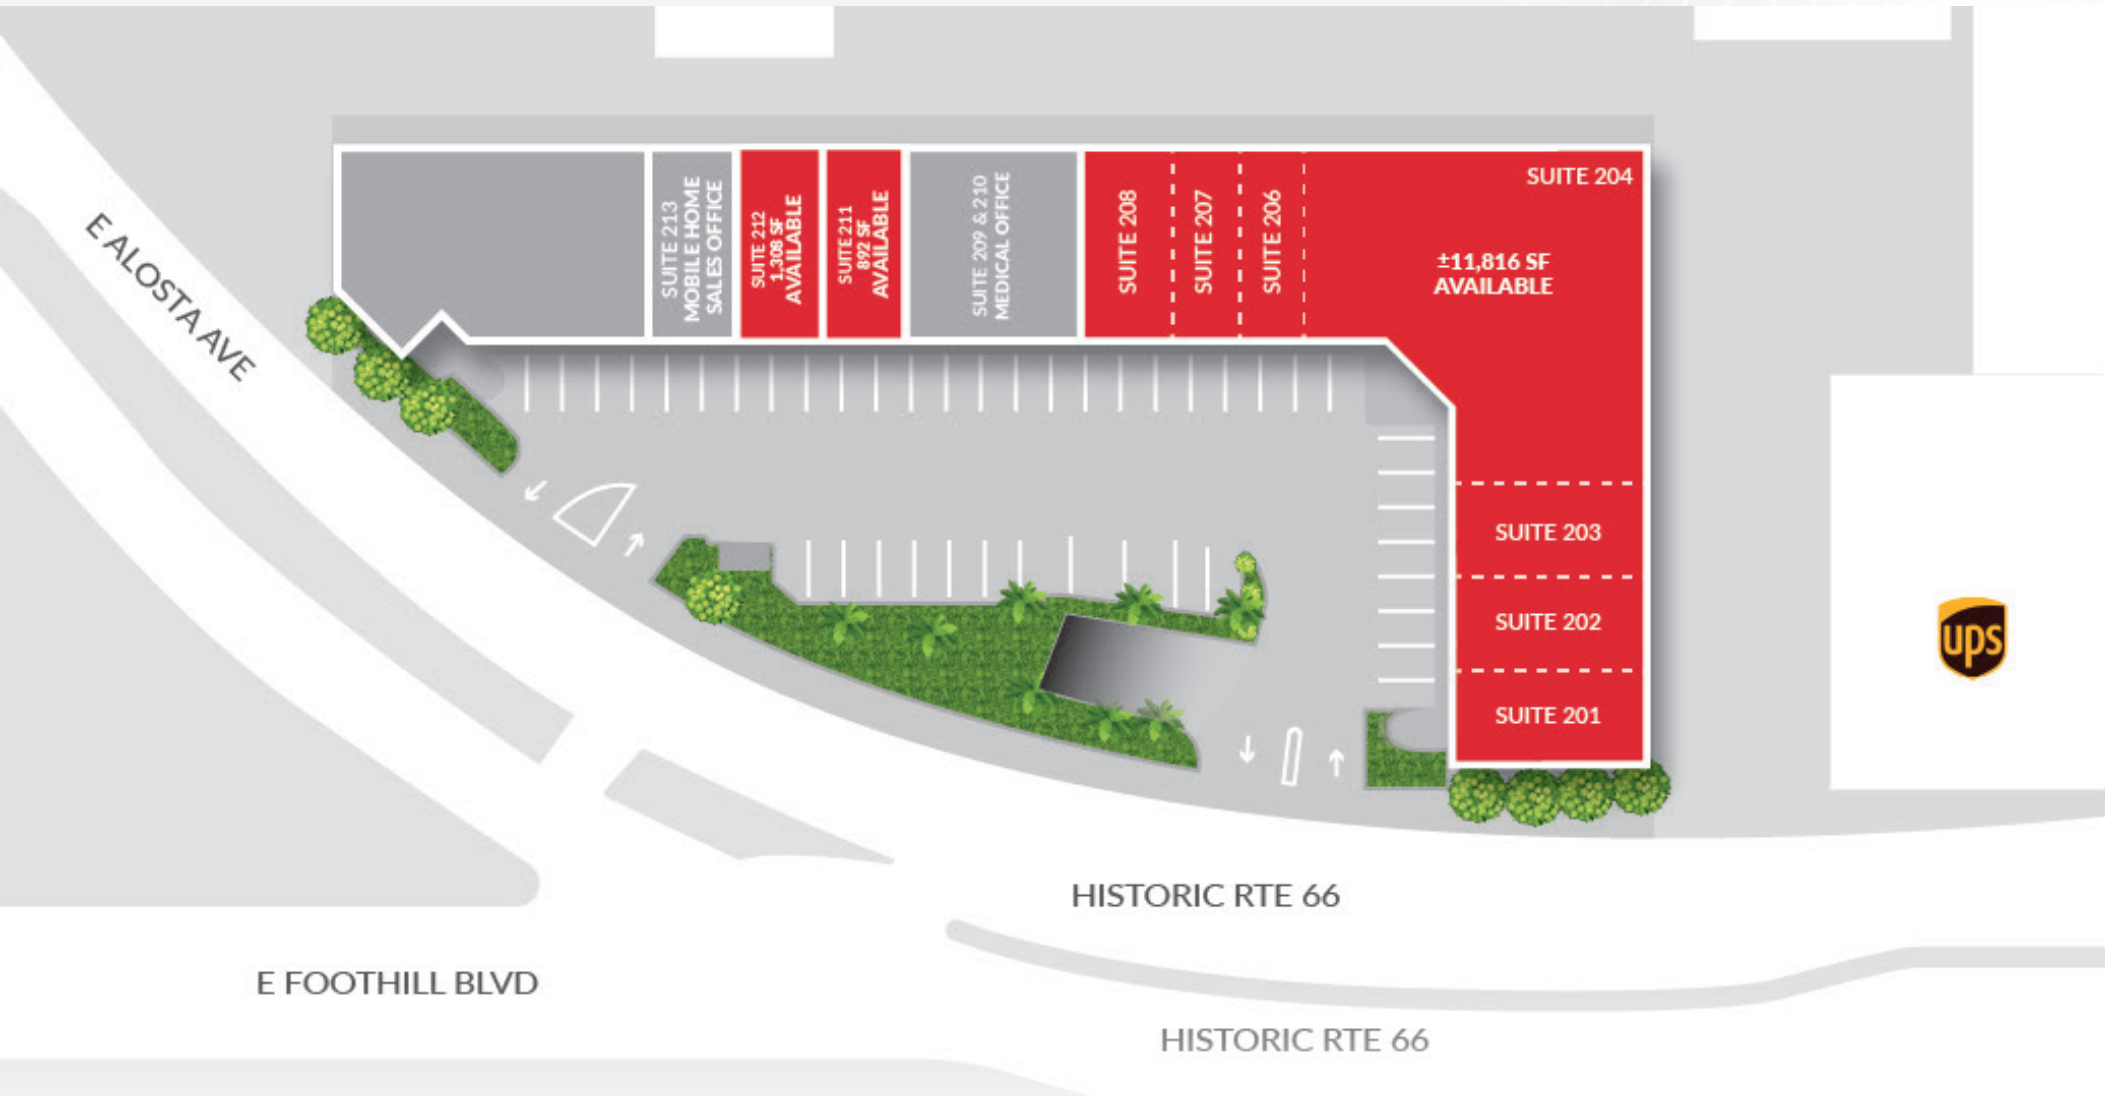 E ALOSTA AVE
SUITE 213
MOBILE HOME
SALES OFFICE
SUITE 212
1,308 SF
AVAILABLE
SUITE 211
892 SF
AVAILABLE
SUITE 209 & 210
MEDICAL OFFICE
SUITE 208
SUITE 207
SUITE 206
SUITE 204
±11,816 SF
AVAILABLE
SUITE 203
SUITE 202
SUITE 201
ups
HISTORIC RTE 66
E FOOTHILL BLVD
HISTORIC RTE 66